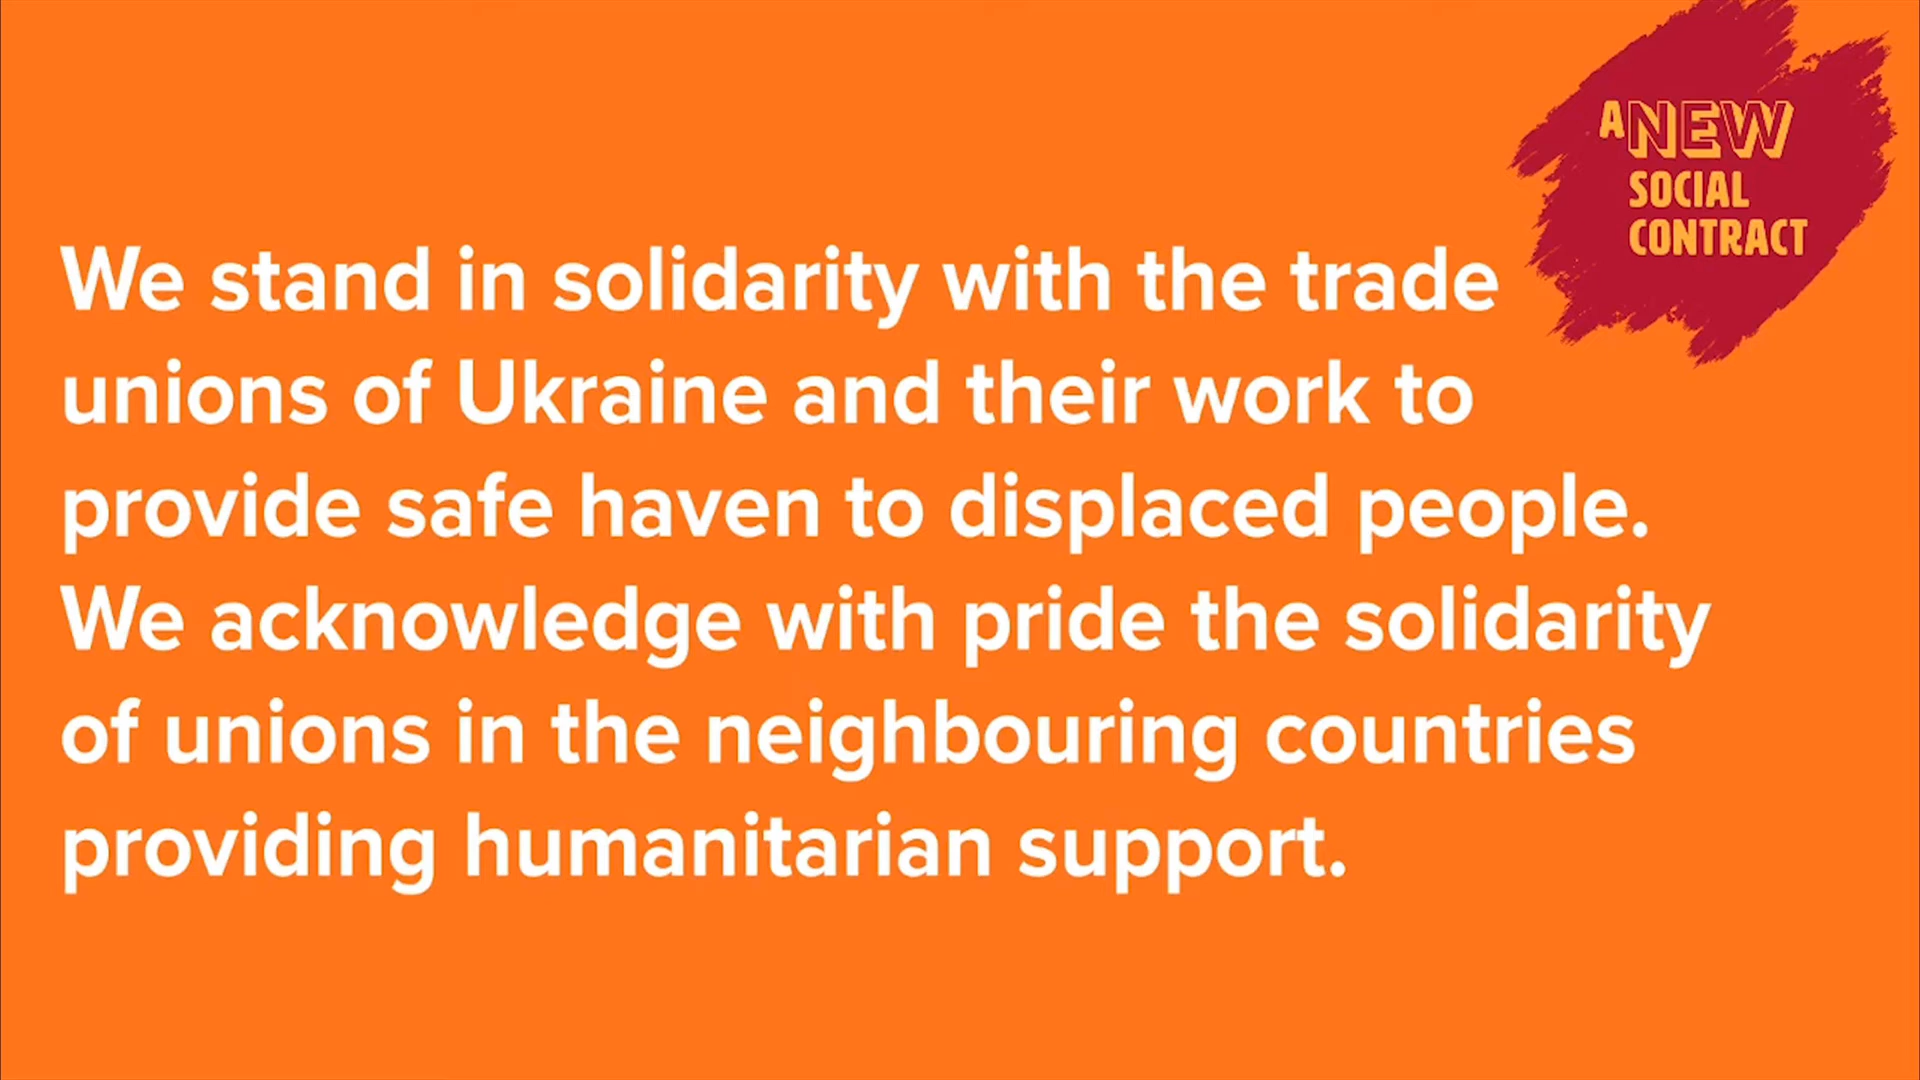 A NEW
SOCIAL
CONTRACT
We stand in solidarity with the trade
unions of Ukraine and their work to
provide safe haven to displaced people.
We acknowledge with pride the solidarity
of unions in the neighbouring countries
providing humanitarian support.